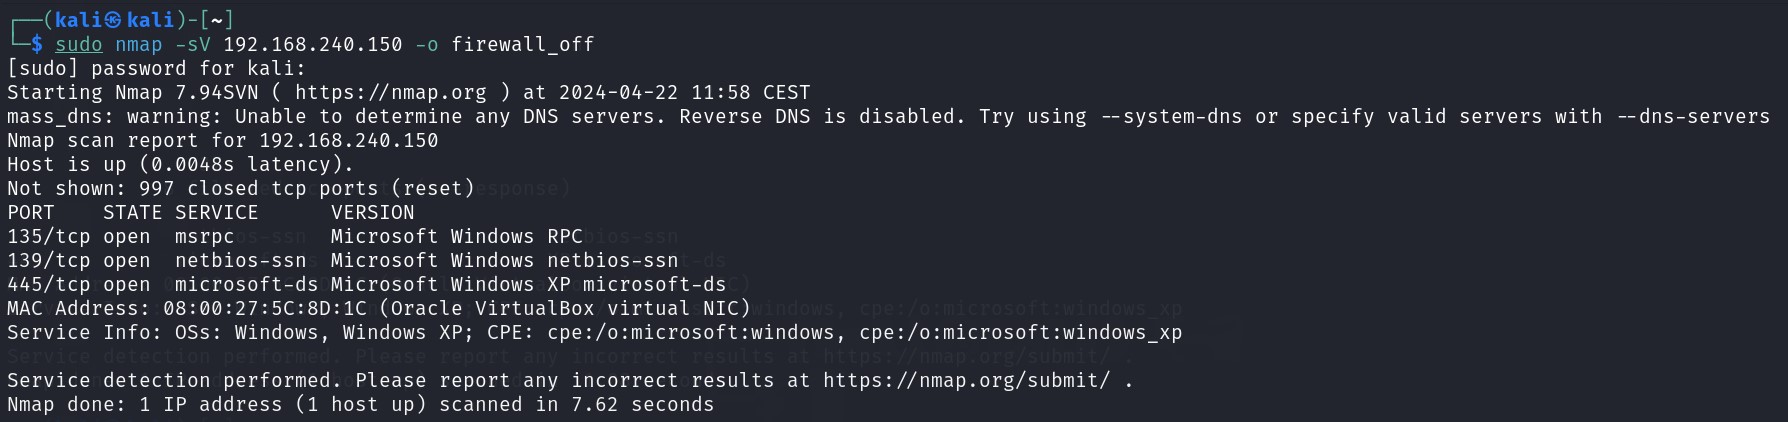 ┌──(kali㉿kali)-[~]
└─$ sudo nmap -sV 192.168.240.150 -o firewall_off
[sudo] password for kali:
Starting Nmap 7.94SVN ( https://nmap.org ) at 2024-04-22 11:58 CEST
mass_dns: warning: Unable to determine any DNS servers. Reverse DNS is disabled. Try using --system-dns or specify valid servers with --dns-servers
Nmap scan report for 192.168.240.150
Host is up (0.0048s latency).
Not shown: 997 closed tcp ports (reset)
PORT    STATE SERVICE      VERSION
135/tcp open  msrpc        Microsoft Windows RPC
139/tcp open  netbios-ssn  Microsoft Windows netbios-ssn
445/tcp open  microsoft-ds Microsoft Windows XP microsoft-ds
MAC Address: 08:00:27:5C:8D:1C (Oracle VirtualBox virtual NIC)
Service Info: OSs: Windows, Windows XP; CPE: cpe:/o:microsoft:windows, cpe:/o:microsoft:windows_xp
Service detection performed. Please report any incorrect results at https://nmap.org/submit/ .
Nmap done: 1 IP address (1 host up) scanned in 7.62 seconds